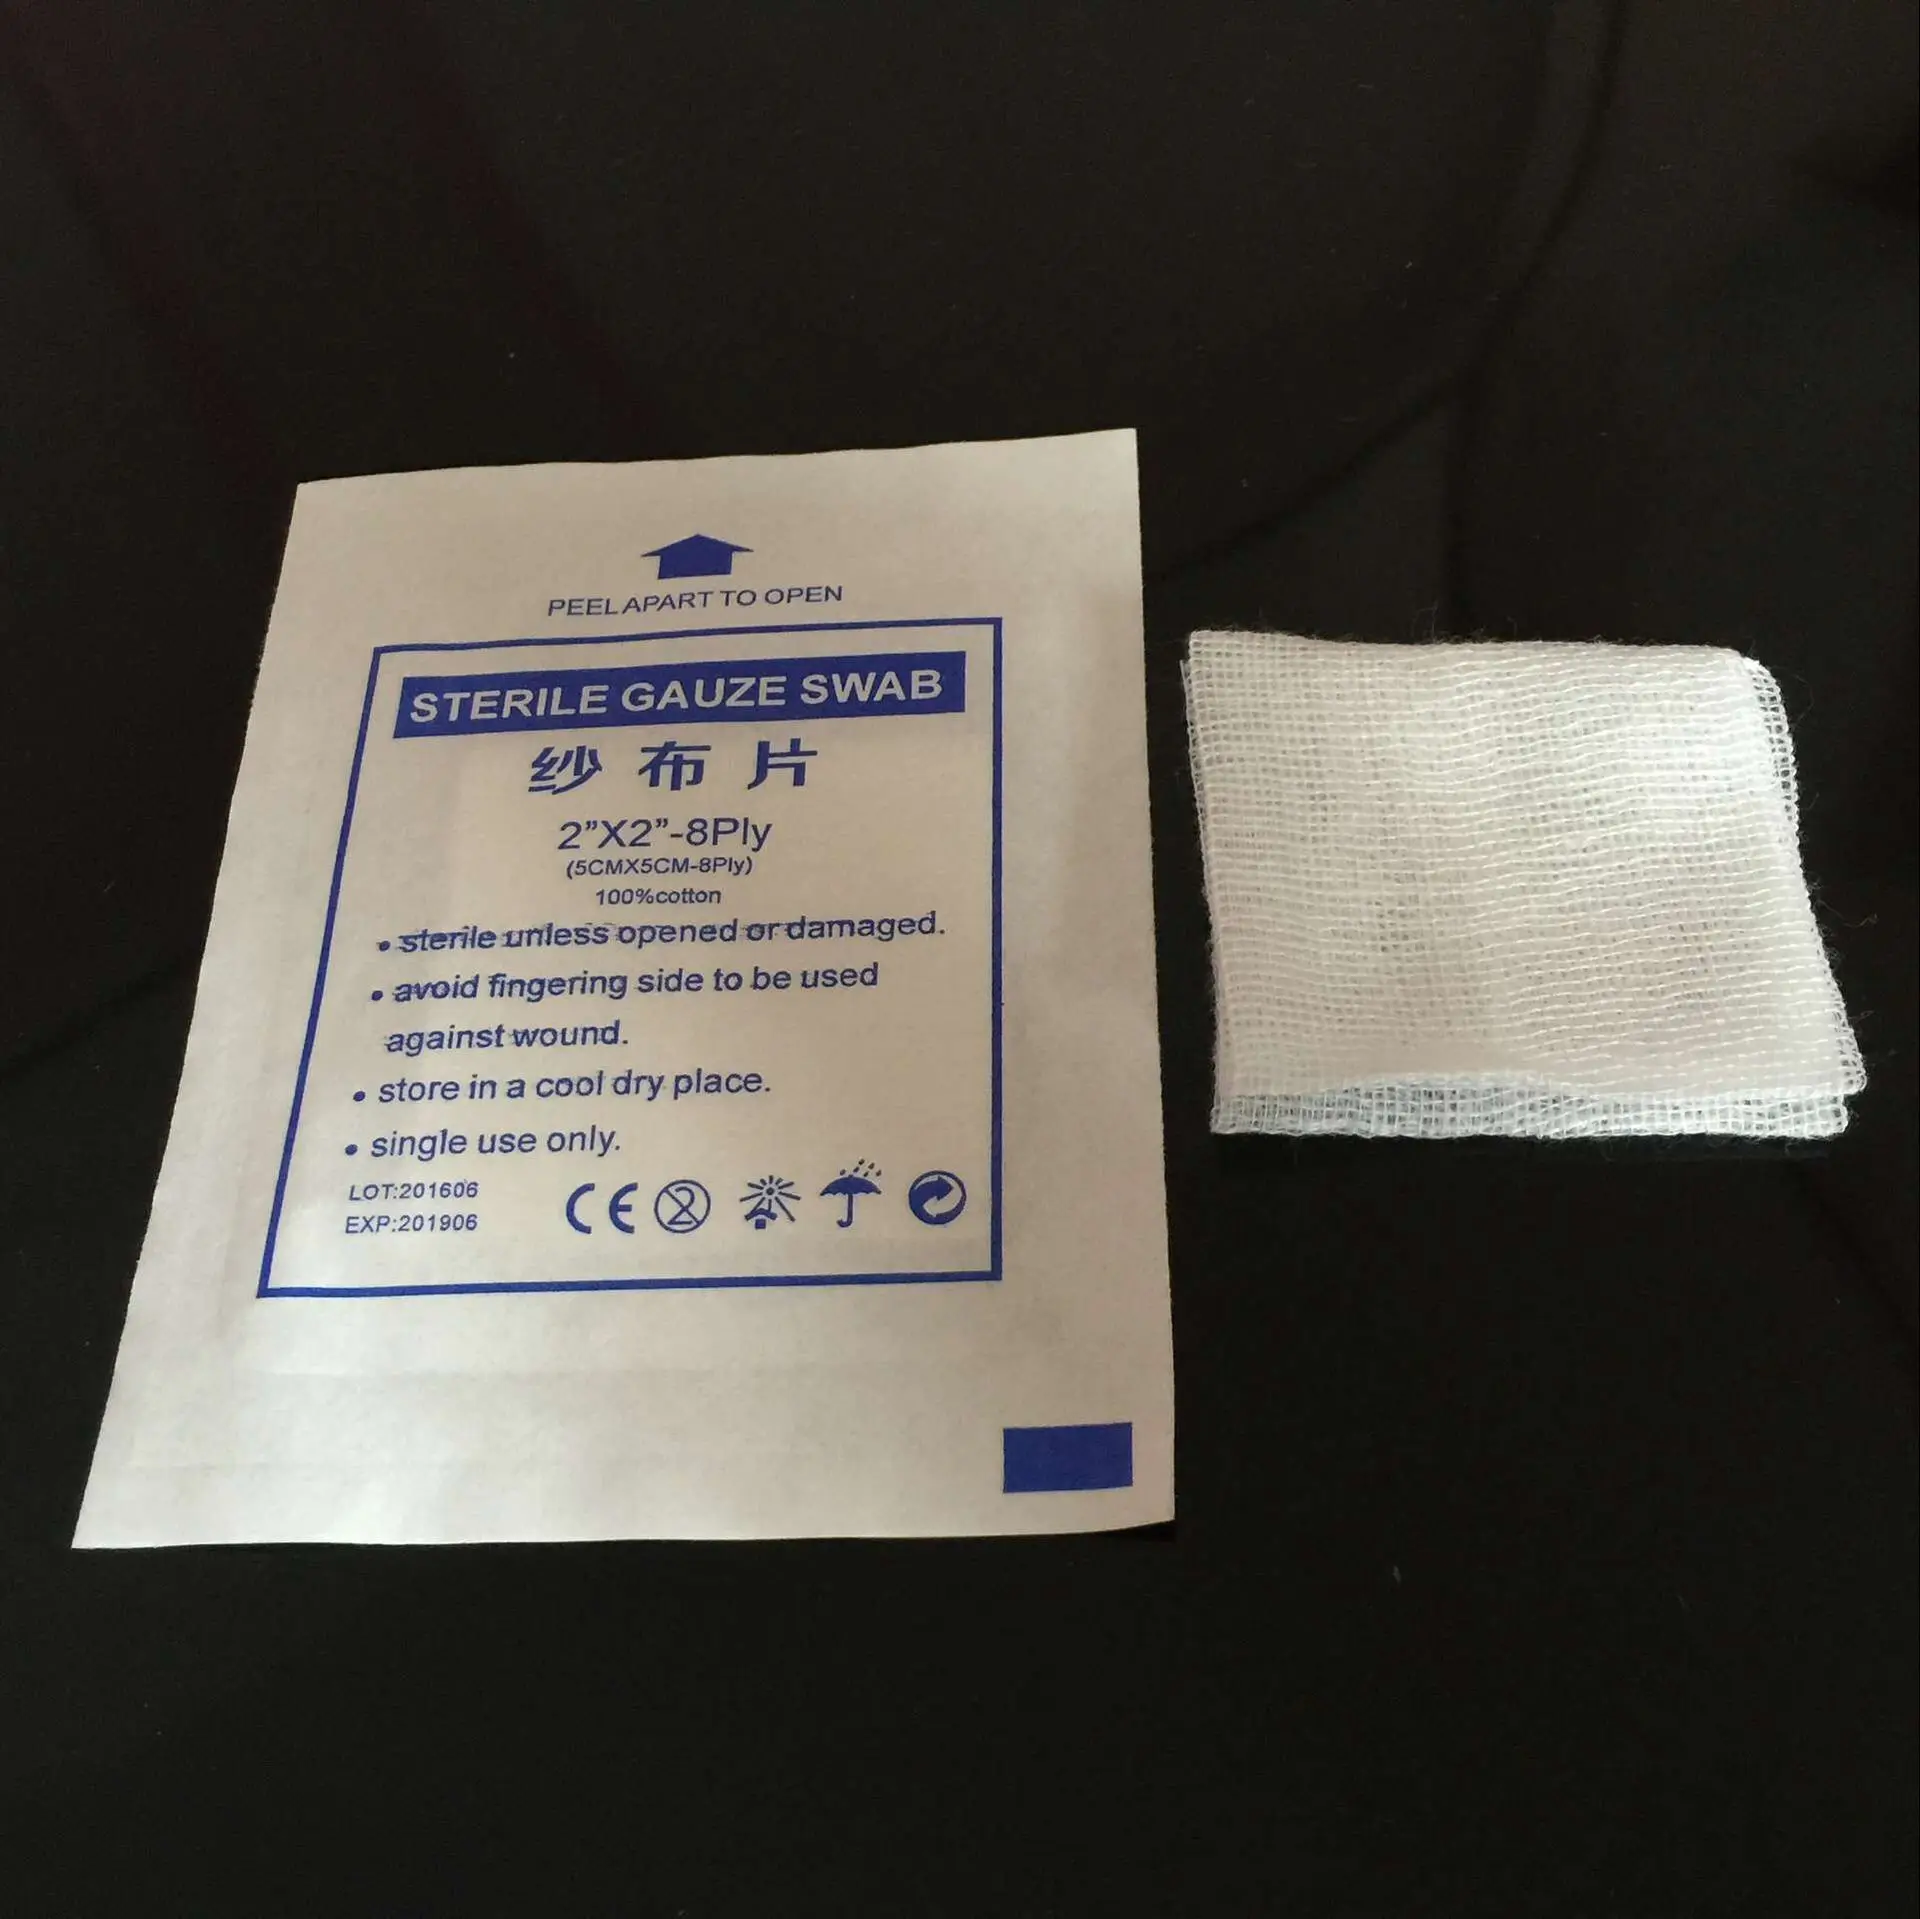 PEEL APART TO OPEN
STERILE GAUZE SWAB
纱布片
2”X2”-8Ply
(5CMX5CM-8Ply)
100%cotton
• sterile unless opened or damaged.
• avoid fingering side to be used
against wound.
• store in a cool dry place.
• single use only.
LOT:201606
EXP:201906
CE 2